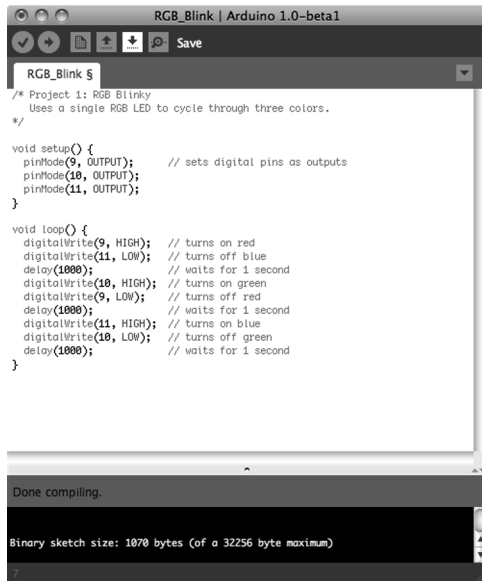 RGB_Blink | Arduino 1.0-beta1
Save
RGB_Blink §
/* Project 1: RGB Blinky
Uses a single RGB LED to cycle through three colors.
*/
void setup() {
pinMode(9, OUTPUT); // sets digital pins as outputs
pinMode(10, OUTPUT);
pinMode(11, OUTPUT);
}
void loop() {
digitalWrite(9, HIGH); // turns on red
digitalWrite(11, LOW); // turns off blue
delay(1000); // waits for 1 second
digitalWrite(10, HIGH); // turns on green
digitalWrite(9, LOW); // turns off red
delay(1000); // waits for 1 second
digitalWrite(11, HIGH); // turns on blue
digitalWrite(10, LOW); // turns off green
delay(1000); // waits for 1 second
}
Done compiling.
Binary sketch size: 1070 bytes (of a 32256 byte maximum)
7